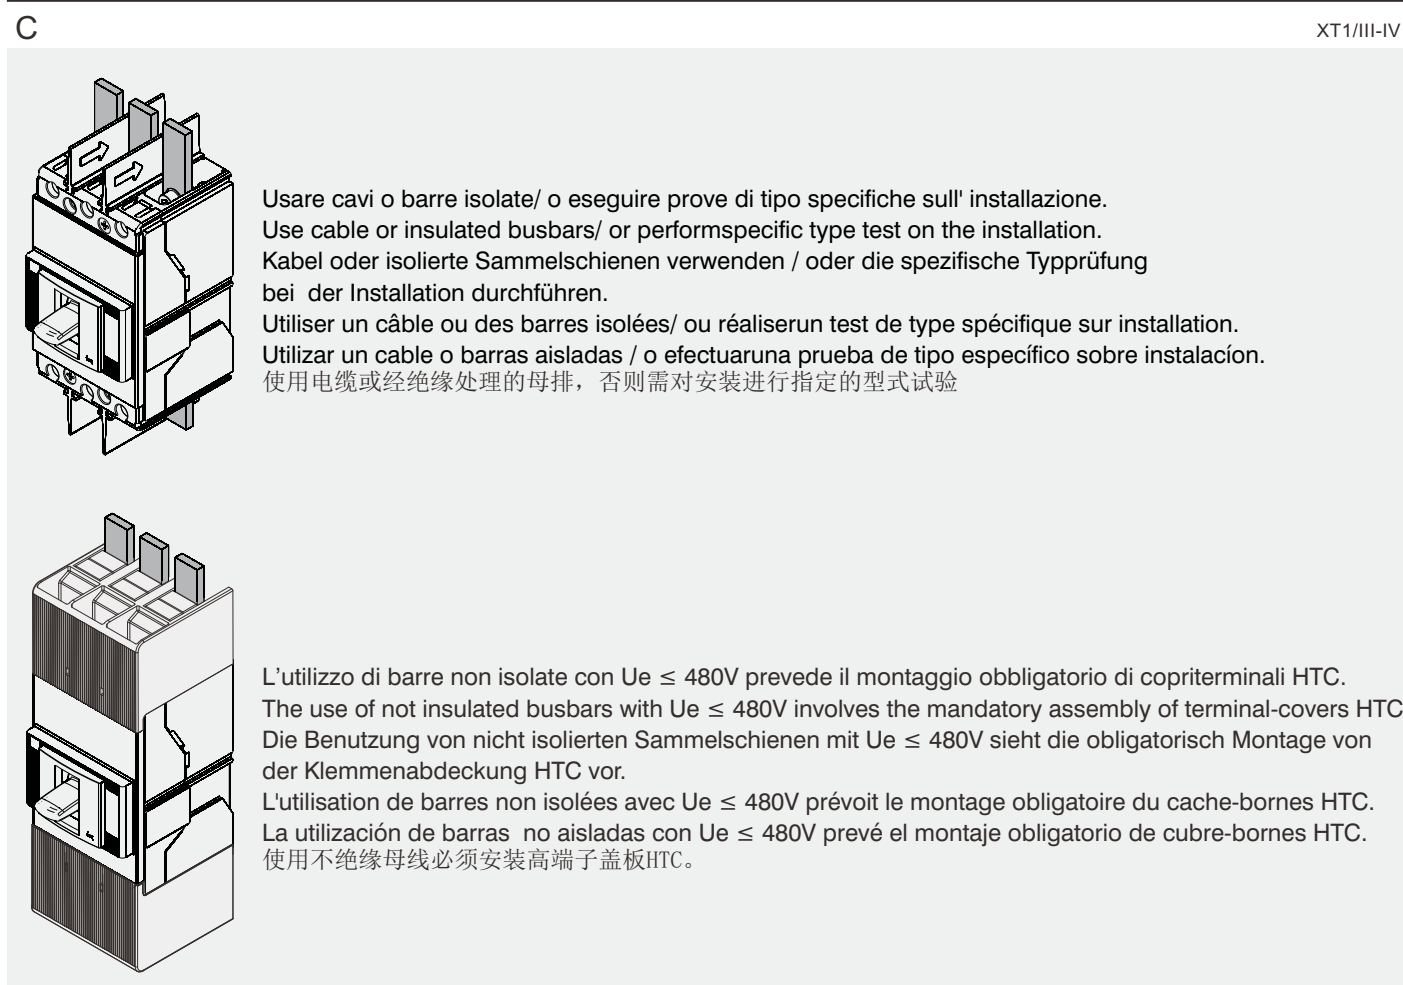 C
XT1/III-IV
Usare cavi o barre isolate/ o eseguire prove di tipo specifiche sull' installazione.
Use cable or insulated busbars/ or performspecific type test on the installation.
Kabel oder isolierte Sammelschienen verwenden / oder die spezifische Typprüfung
bei  der Installation durchführen.
Utiliser un câble ou des barres isolées/ ou réaliserun test de type spécifique sur installation.
Utilizar un cable o barras aisladas / o efectuaruna prueba de tipo específico sobre instalacíon.
使用电缆或经绝缘处理的母排，否则需对安装进行指定的型式试验
L’utilizzo di barre non isolate con Ue ≤ 480V prevede il montaggio obbligatorio di copriterminali HTC.
The use of not insulated busbars with Ue ≤ 480V involves the mandatory assembly of terminal-covers HTC
Die Benutzung von nicht isolierten Sammelschienen mit Ue ≤ 480V sieht die obligatorisch Montage von
der Klemmenabdeckung HTC vor.
L'utilisation de barres non isolées avec Ue ≤ 480V prévoit le montage obligatoire du cache-bornes HTC.
La utilización de barras  no aisladas con Ue ≤ 480V prevé el montaje obligatorio de cubre-bornes HTC.
使用不绝缘母线必须安装高端子盖板HTC。